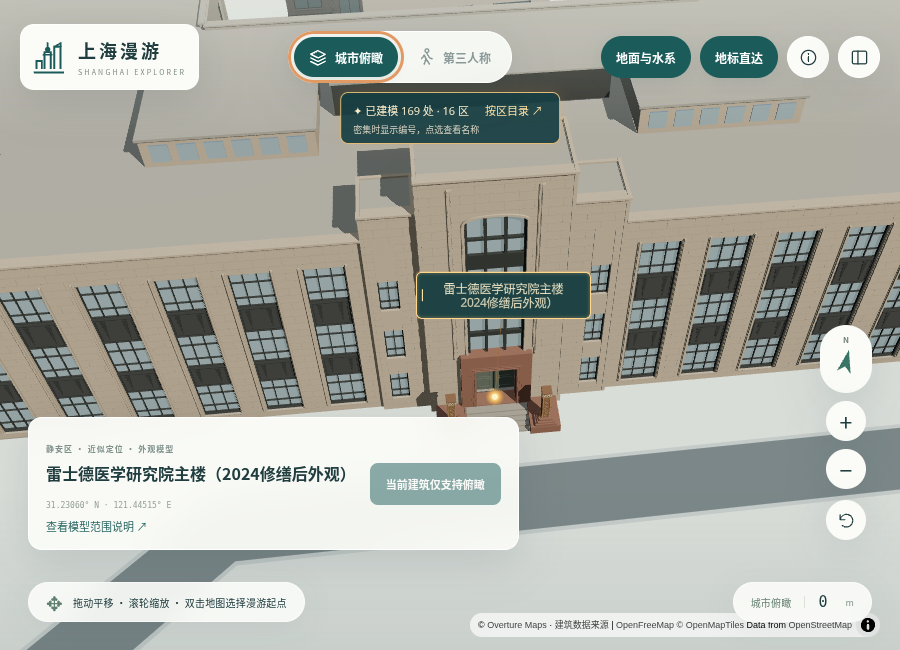 上海漫游
SHANGHAI EXPLORER
城市俯瞰
第三人称
地面与水系
地标直达
✦ 已建模 169 处 · 16 区 按区目录 ↗
密集时显示编号，点选查看名称
雷士德医学研究院主楼
2024修缮后外观）
N
+
−
静安区 · 近似定位 · 外观模型
雷士德医学研究院主楼（2024修缮后外观）
当前建筑仅支持俯瞰
31.23060° N · 121.44515° E
查看模型范围说明 ↗
拖动平移 · 滚轮缩放 · 双击地图选择漫游起点
城市俯瞰 0 m
© Overture Maps · 建筑数据来源 | OpenFreeMap © OpenMapTiles Data from OpenStreetMap